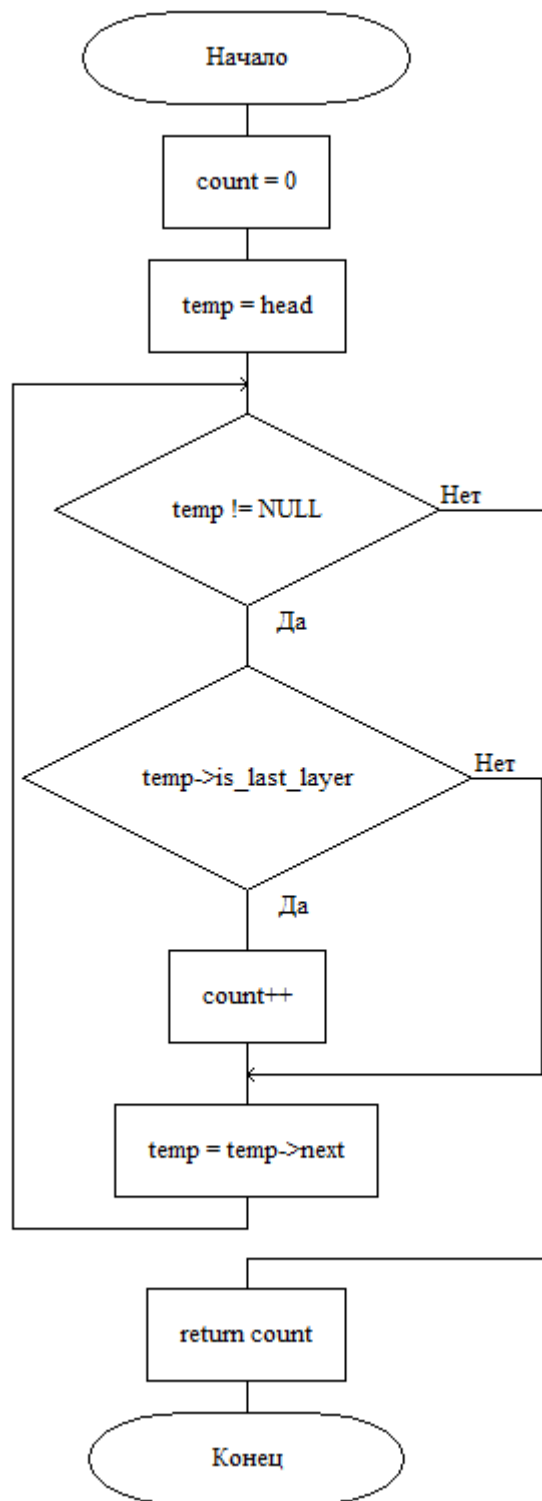 Начало
count = 0
temp = head
temp != NULL
Нет
Да
temp->is_last_layer
Нет
Да
count++
temp = temp->next
return count
Конец